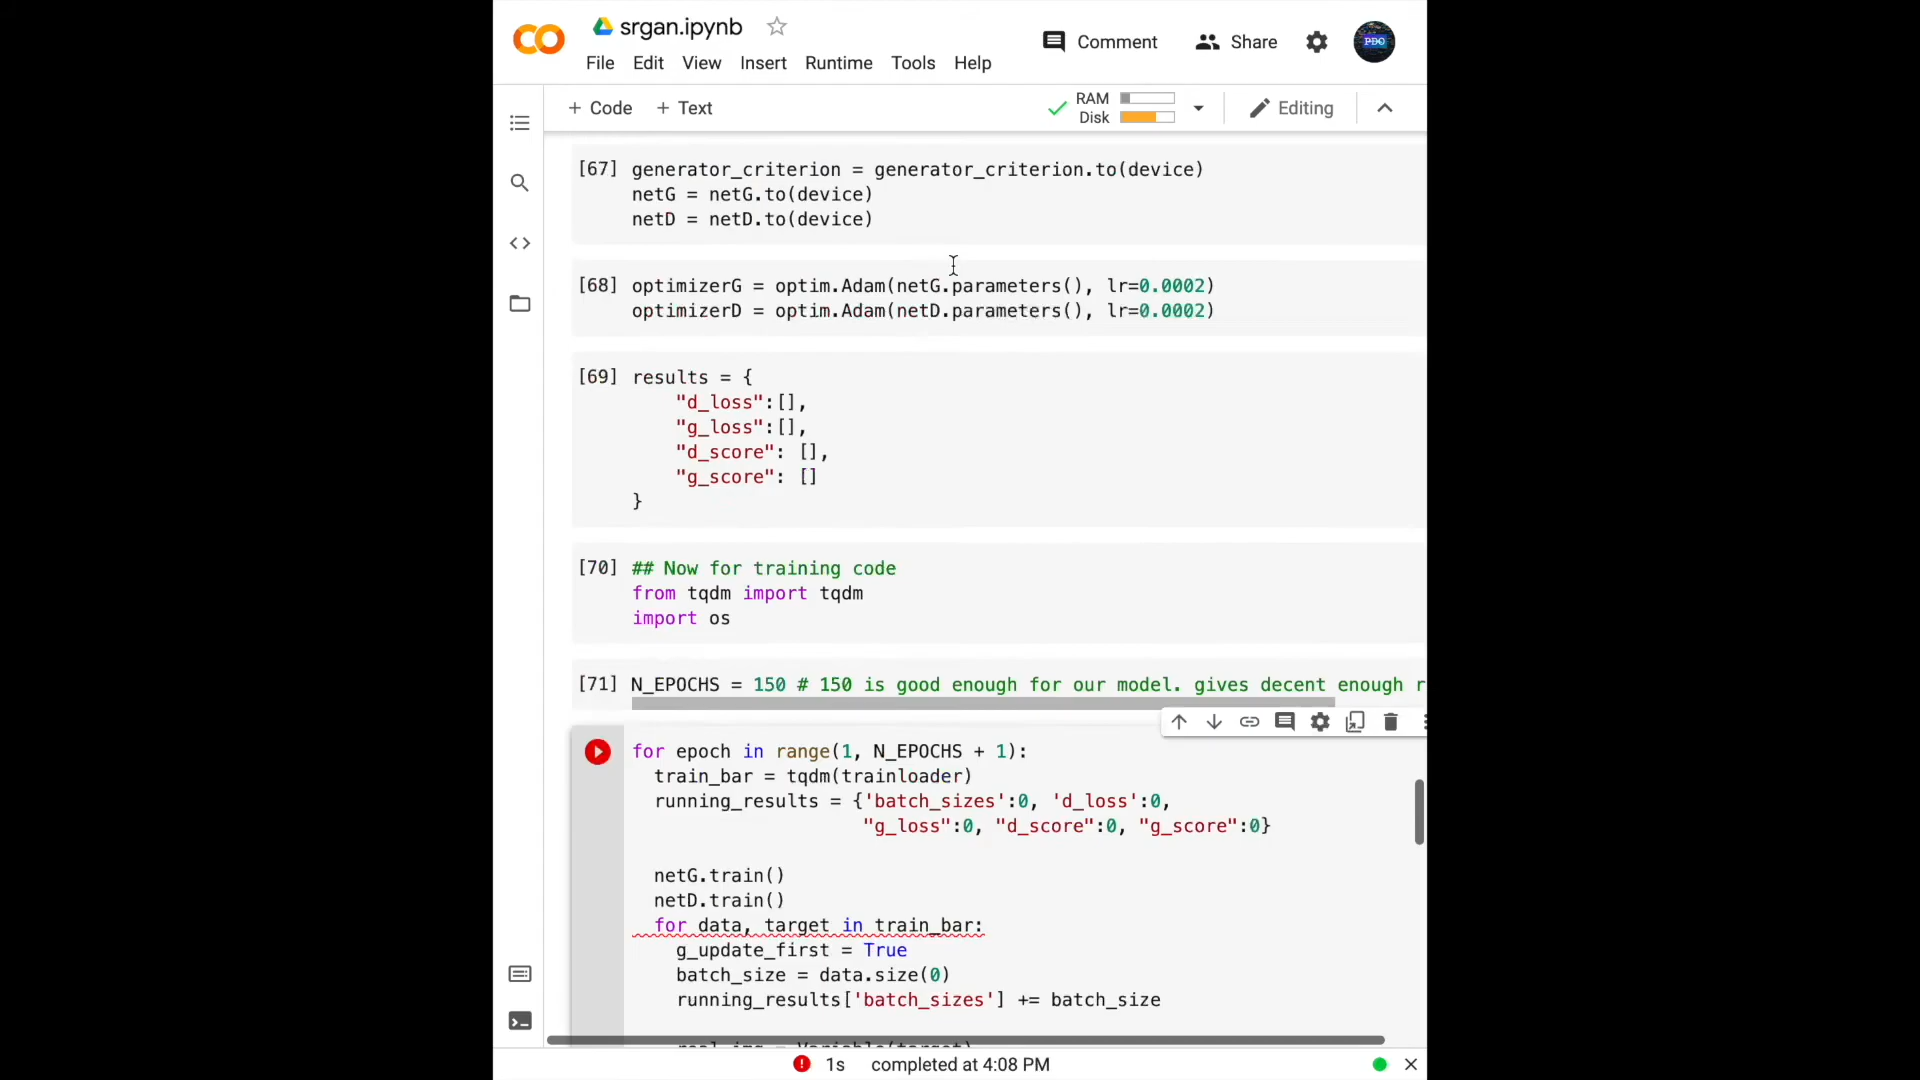 srgan.ipynb
Comment
Share
PDO
File Edit View Insert Runtime Tools Help
+ Code + Text
RAM
Disk
Editing
[67] generator_criterion = generator_criterion.to(device)
netG = netG.to(device)
netD = netD.to(device)
[68] optimizerG = optim.Adam(netG.parameters(), lr=0.0002)
optimizerD = optim.Adam(netD.parameters(), lr=0.0002)
[69] results = {
"d_loss":[],
"g_loss":[],
"d_score": [],
"g_score": []
}
[70] ## Now for training code
from tqdm import tqdm
import os
[71] N_EPOCHS = 150 # 150 is good enough for our model. gives decent enough r
for epoch in range(1, N_EPOCHS + 1):
train_bar = tqdm(trainloader)
running_results = {'batch_sizes':0, 'd_loss':0,
"g_loss":0, "d_score":0, "g_score":0}
netG.train()
netD.train()
for data, target in train_bar:
g_update_first = True
batch_size = data.size(0)
running_results['batch_sizes'] += batch_size
real_img = Variable(target)
1s completed at 4:08 PM